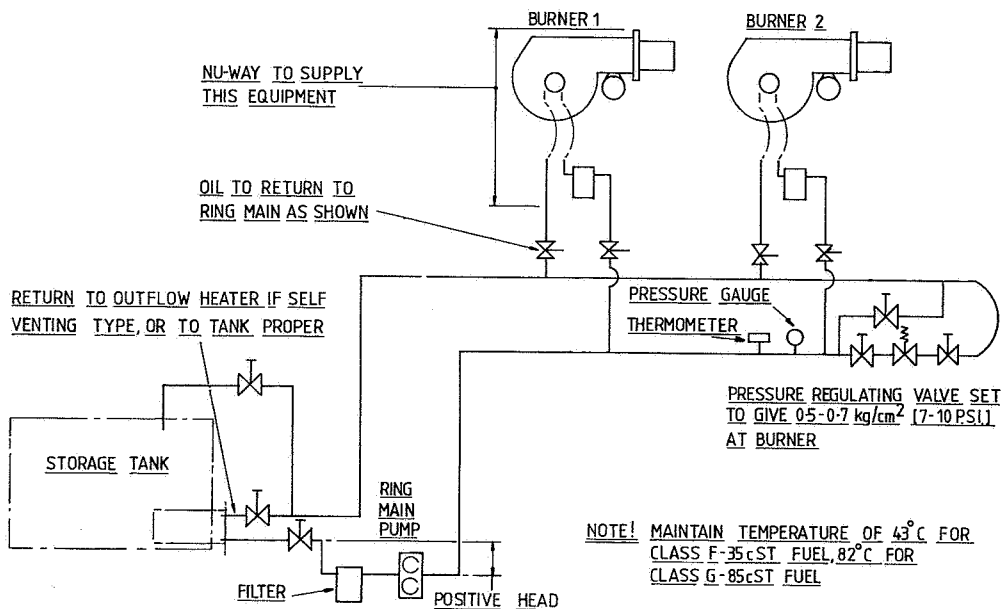 BURNER 1
BURNER 2
NU-WAY TO SUPPLY
THIS EQUIPMENT
OIL TO RETURN TO
RING MAIN AS SHOWN
RETURN TO OUTFLOW HEATER IF SELF
VENTING TYPE, OR TO TANK PROPER
PRESSURE GAUGE
THERMOMETER
PRESSURE REGULATING VALVE SET
TO GIVE 0·5-0·7 kg/cm² [7-10 P.S.I.]
AT BURNER
STORAGE TANK
RING
MAIN
PUMP
FILTER
POSITIVE HEAD
NOTE! MAINTAIN TEMPERATURE OF 43°C FOR
CLASS F-35cST FUEL, 82°C FOR
CLASS G-85cST FUEL